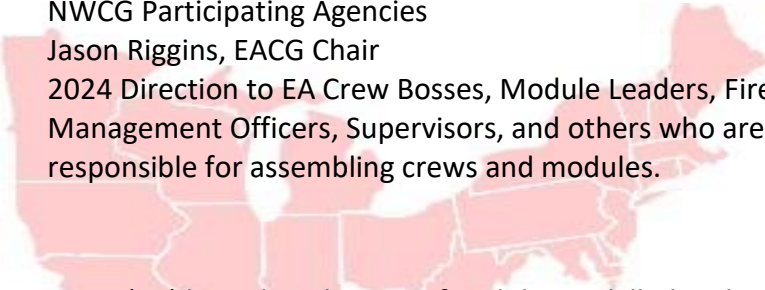 NWCG Participating Agencies
Jason Riggins, EACG Chair
2024 Direction to EA Crew Bosses, Module Leaders, Fire
Management Officers, Supervisors, and others who are
responsible for assembling crews and modules.